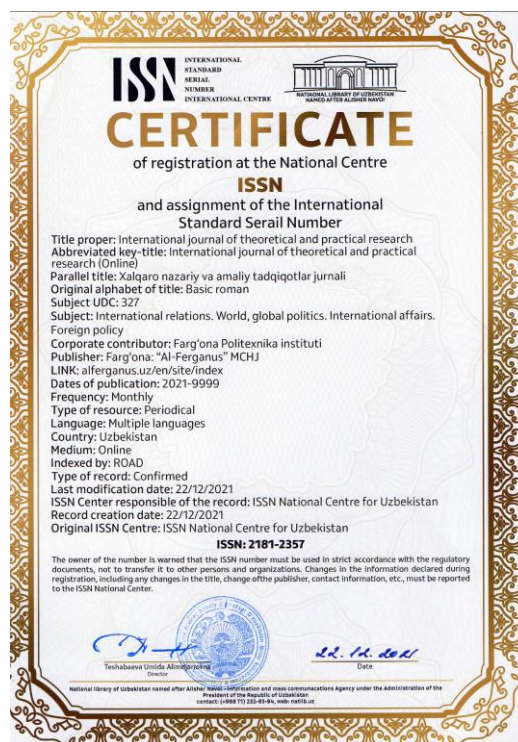 ISSN
INTERNATIONAL
STANDARD
SERIAL
NUMBER
INTERNATIONAL CENTRE
NATIAONAL LIBRARY OF UZBEKISTAN
NAMED AFTER ALISHER NAVOI
CERTIFICATE
of registration at the National Centre
ISSN
and assignment of the International
Standard Serail Number
Title proper: International journal of theoretical and practical research
Abbreviated key-title: International journal of theoretical and practical
research (Online)
Parallel title: Xalqaro nazariy va amaliy tadqiqotlar jurnali
Original alphabet of title: Basic roman
Subject UDC: 327
Subject: International relations. World, global politics. International affairs.
Foreign policy
Corporate contributor: Farg'ona Politexnika instituti
Publisher: Farg'ona: “Al-Ferganus” MCHJ
LINK: alferganus.uz/en/site/index
Dates of publication: 2021-9999
Frequency: Monthly
Type of resource: Periodical
Language: Multiple languages
Country: Uzbekistan
Medium: Online
Indexed by: ROAD
Type of record: Confirmed
Last modification date: 22/12/2021
ISSN Center responsible of the record: ISSN National Centre for Uzbekistan
Record creation date: 22/12/2021
Original ISSN Centre: ISSN National Centre for Uzbekistan
ISSN: 2181-2357
The owner of the number is warned that the ISSN number must be used in strict accordance with the regulatory
documents, not to transfer it to other persons and organizations. Changes in the information declared during
registration, including any changes in the title, change ofthe publisher, contact information, etc., must be reported
to the ISSN National Center.
22.12.2021
Teshabaeva Umida Alimdjanovna
Director
Date
National library of Uzbekistan named after Alisher Navoi - Information and mass communacations Agency under the Administration of the
President of the Republic of Uzbekistan
contact: (+998 71) 232-83-94, web: natlib.uz